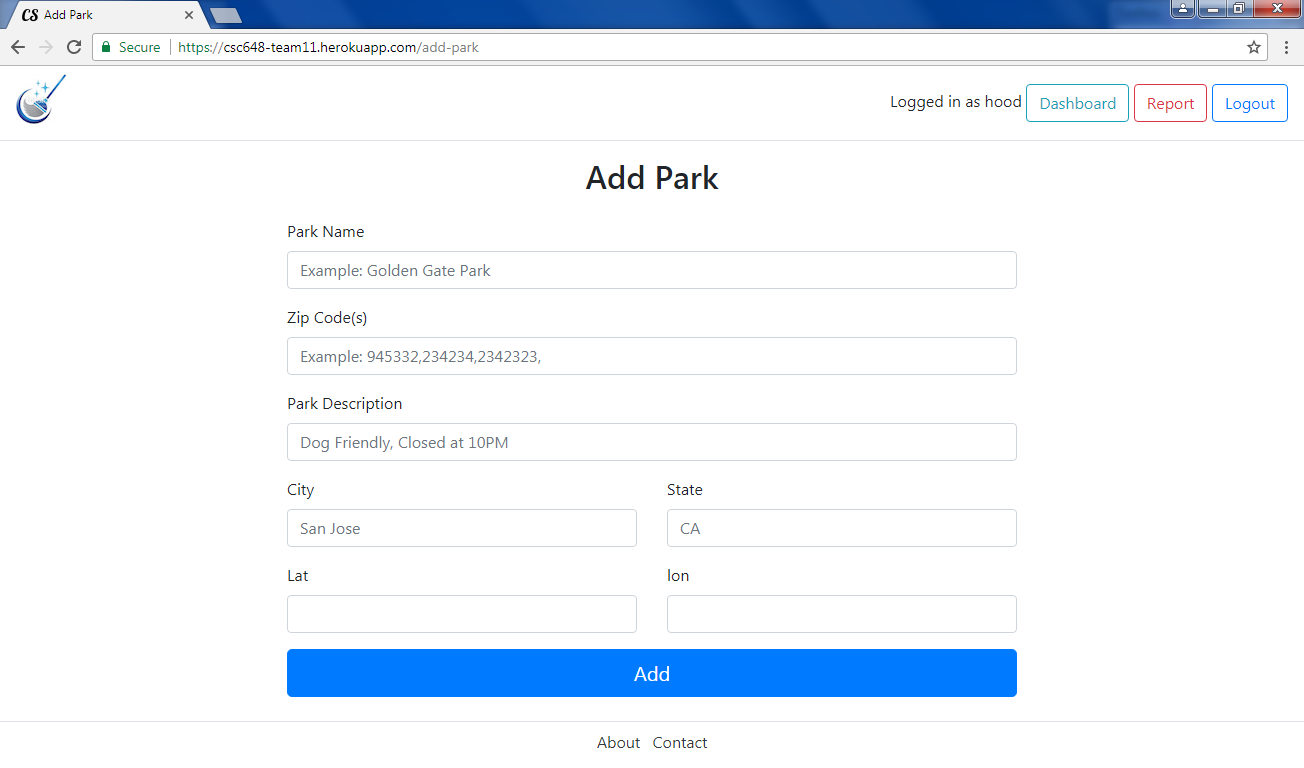 CS Add Park
Secure https://csc648-team11.herokuapp.com/add-park
Logged in as hood Dashboard Report Logout
Add Park
Park Name
Example: Golden Gate Park
Zip Code(s)
Example: 945332,234234,2342323,
Park Description
Dog Friendly, Closed at 10PM
City State
San Jose CA
Lat lon
Add
About Contact